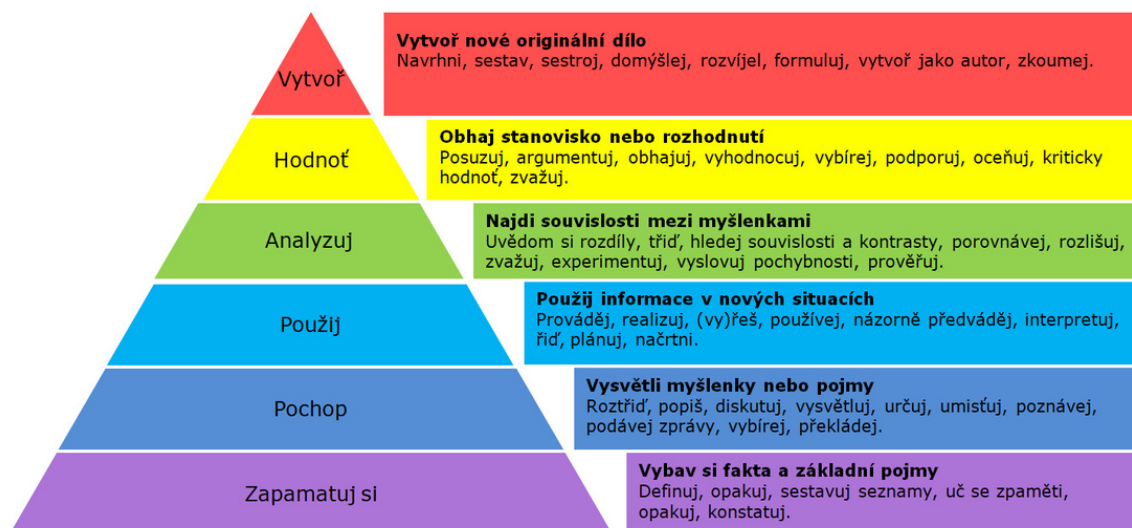 Vytvoř
Vytvoř nové originální dílo
Navrhni, sestav, sestroj, domýšlej, rozvíjel, formuluj, vytvoř jako autor, zkoumej.
Hodnoť
Obhaj stanovisko nebo rozhodnutí
Posuzuj, argumentuj, obhajuj, vyhodnocuj, vybírej, podporuj, oceňuj, kriticky
hodnoť, zvažuj.
Analyzuj
Najdi souvislosti mezi myšlenkami
Uvědom si rozdíly, třiď, hledej souvislosti a kontrasty, porovnávej, rozlišuj,
zvažuj, experimentuj, vyslovuj pochybnosti, prověřuj.
Použij
Použij informace v nových situacích
Prováděj, realizuj, (vy)řeš, používej, názorně předváděj, interpretuj,
řiď, plánuj, načrtni.
Pochop
Vysvětli myšlenky nebo pojmy
Roztřiď, popiš, diskutuj, vysvětluj, určuj, umisťuj, poznávej,
podávej zprávy, vybírej, překládej.
Zapamatuj si
Vybav si fakta a základní pojmy
Definuj, opakuj, sestavuj seznamy, uč se zpaměti,
opakuj, konstatuj.